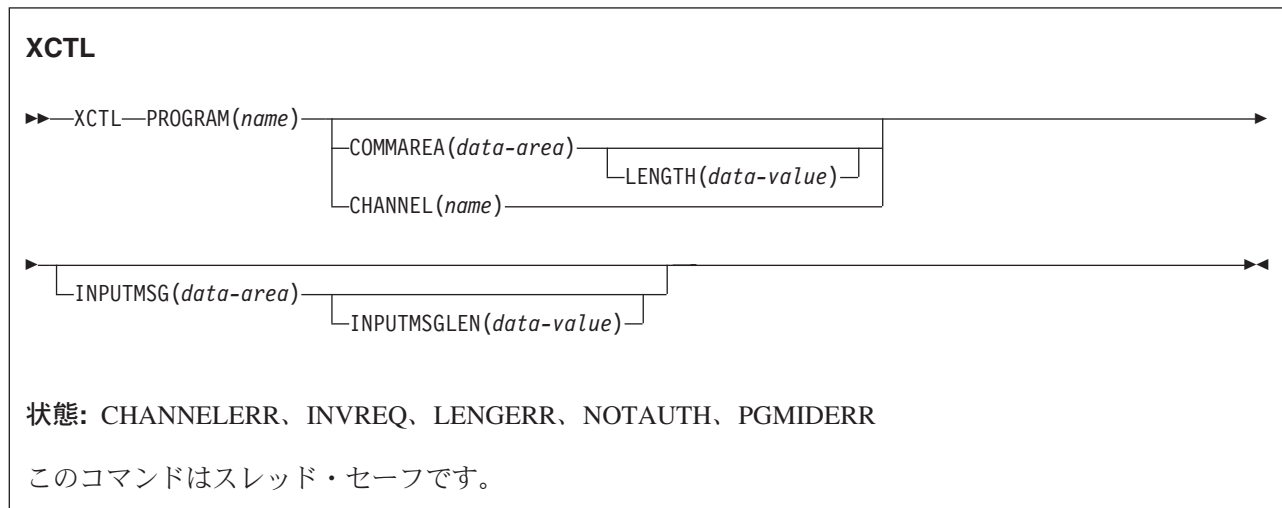 XCTL
XCTL PROGRAM(name)
COMMAREA(data-area)
LENGTH(data-value)
CHANNEL(name)
INPUTMSG(data-area)
INPUTMSGLEN(data-value)
状態: CHANNELERR、INVREQ、LENGERR、NOTAUTH、PGMIDERR
このコマンドはスレッド・セーフです。